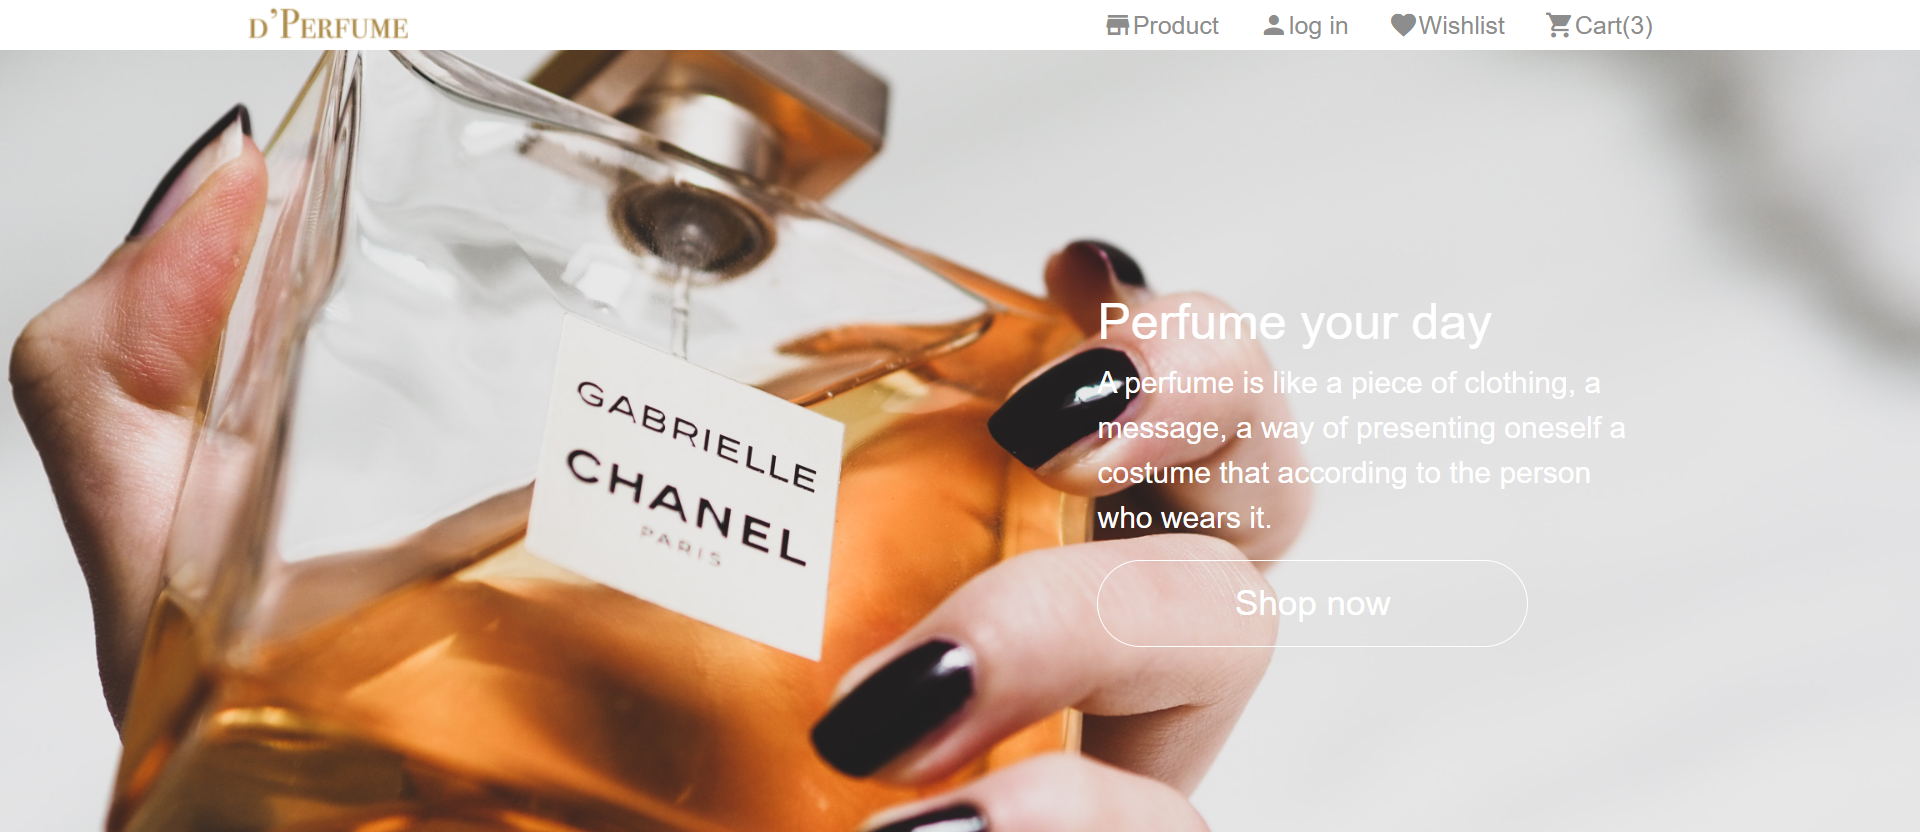 D'PERFUME
Product log in Wishlist Cart(3)
Perfume your day
A perfume is like a piece of clothing, a
message, a way of presenting oneself a
costume that according to the person
who wears it.
Shop now
GABRIELLE
CHANEL
PARIS